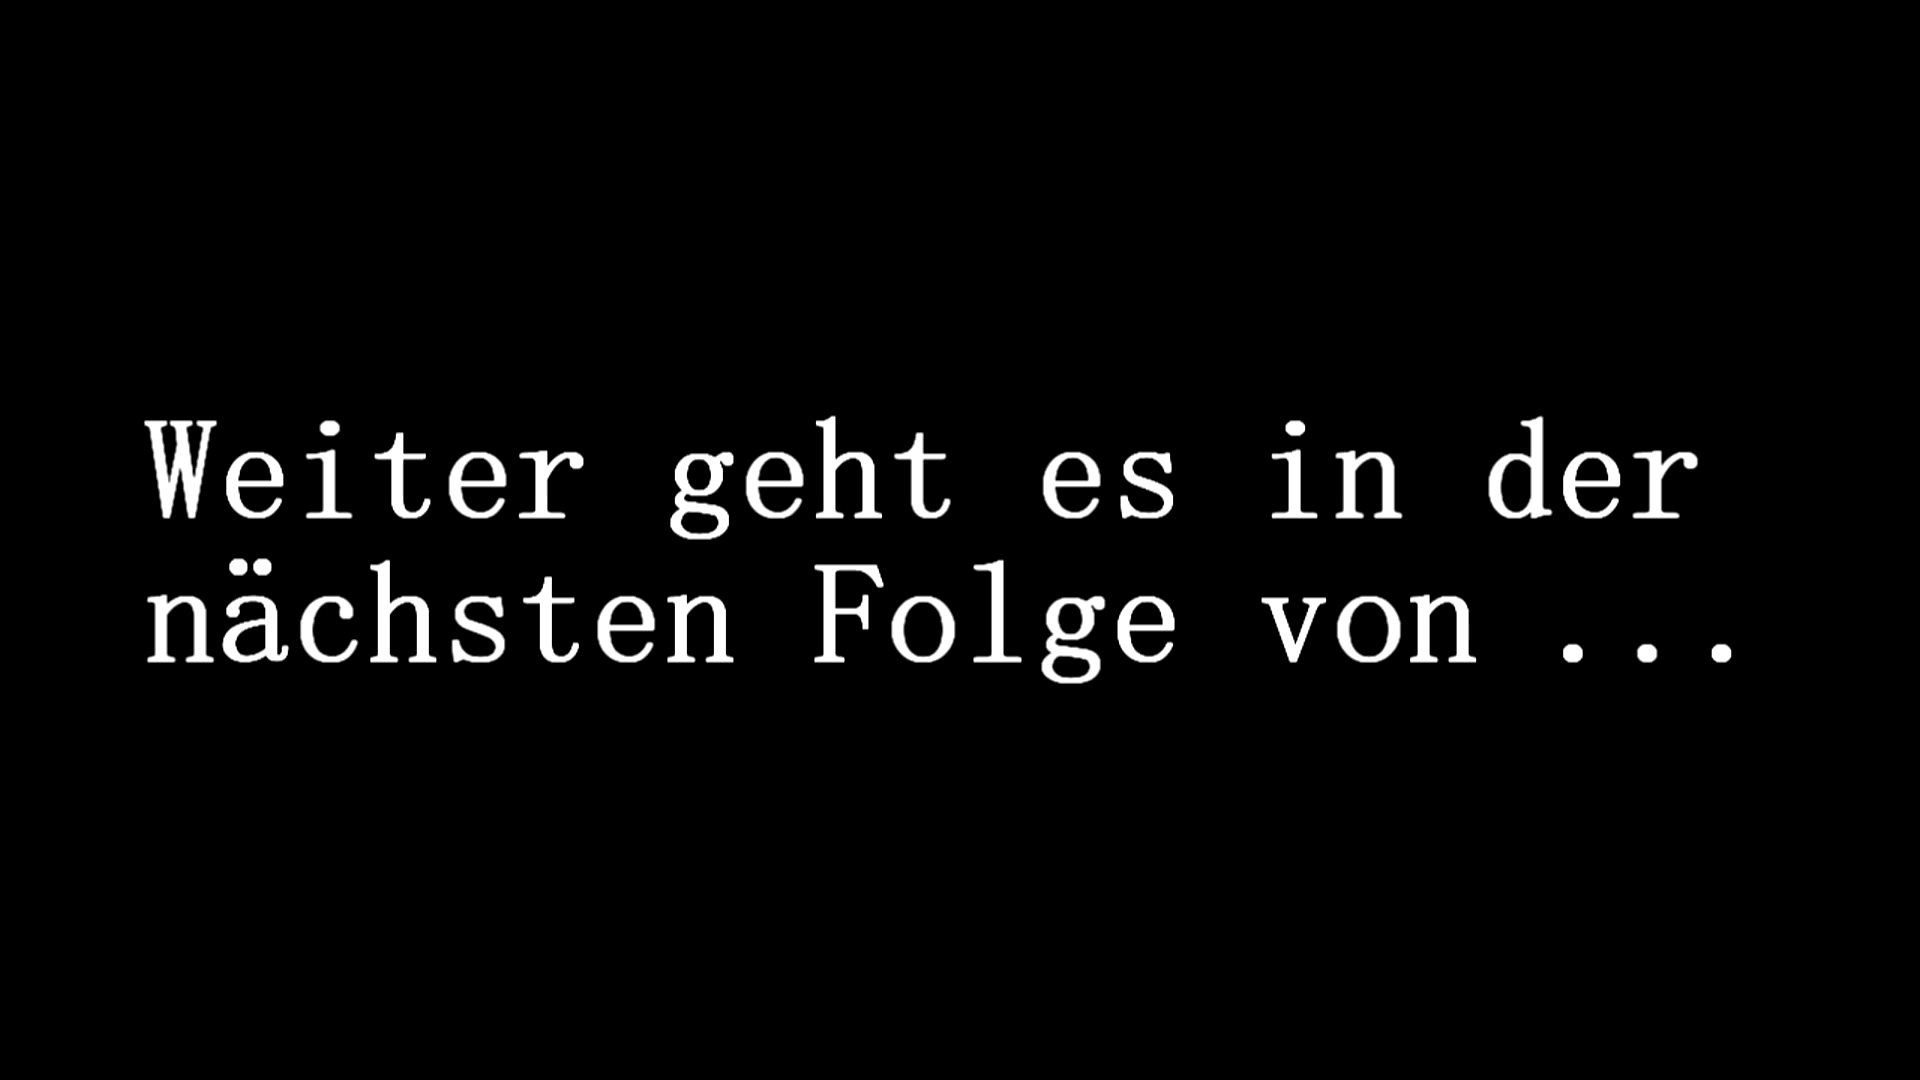 Weiter geht es in der
nächsten Folge von ...